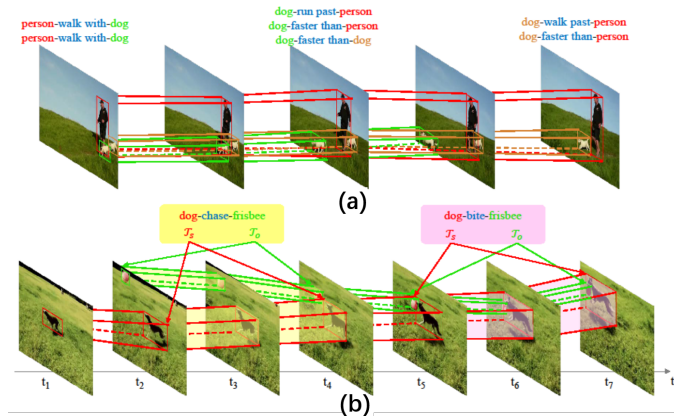 person-walk with-dog
person-walk with-dog
dog-run past-person
dog-faster than-person
dog-faster than-dog
dog-walk past-person
dog-faster than-person
(a)
dog-chase-frisbee
𝒯s 𝒯o
dog-bite-frisbee
𝒯s 𝒯o
t1 t2 t3 t4 t5 t6 t7 t
(b)